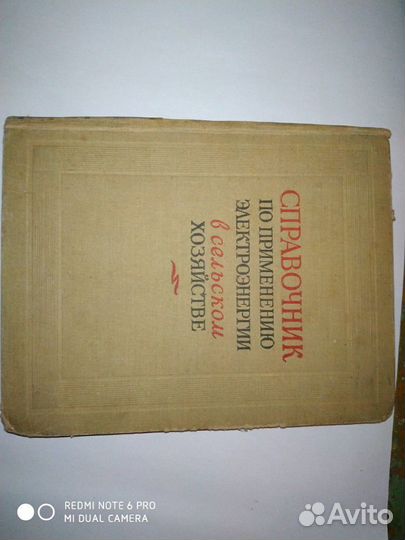 СПРАВОЧНИК
ПО ПРИМЕНЕНИЮ
ЭЛЕКТРОЭНЕРГИИ
в сельском
ХОЗЯЙСТВЕ
REDMI NOTE 6 PRO
MI DUAL CAMERA
Avito